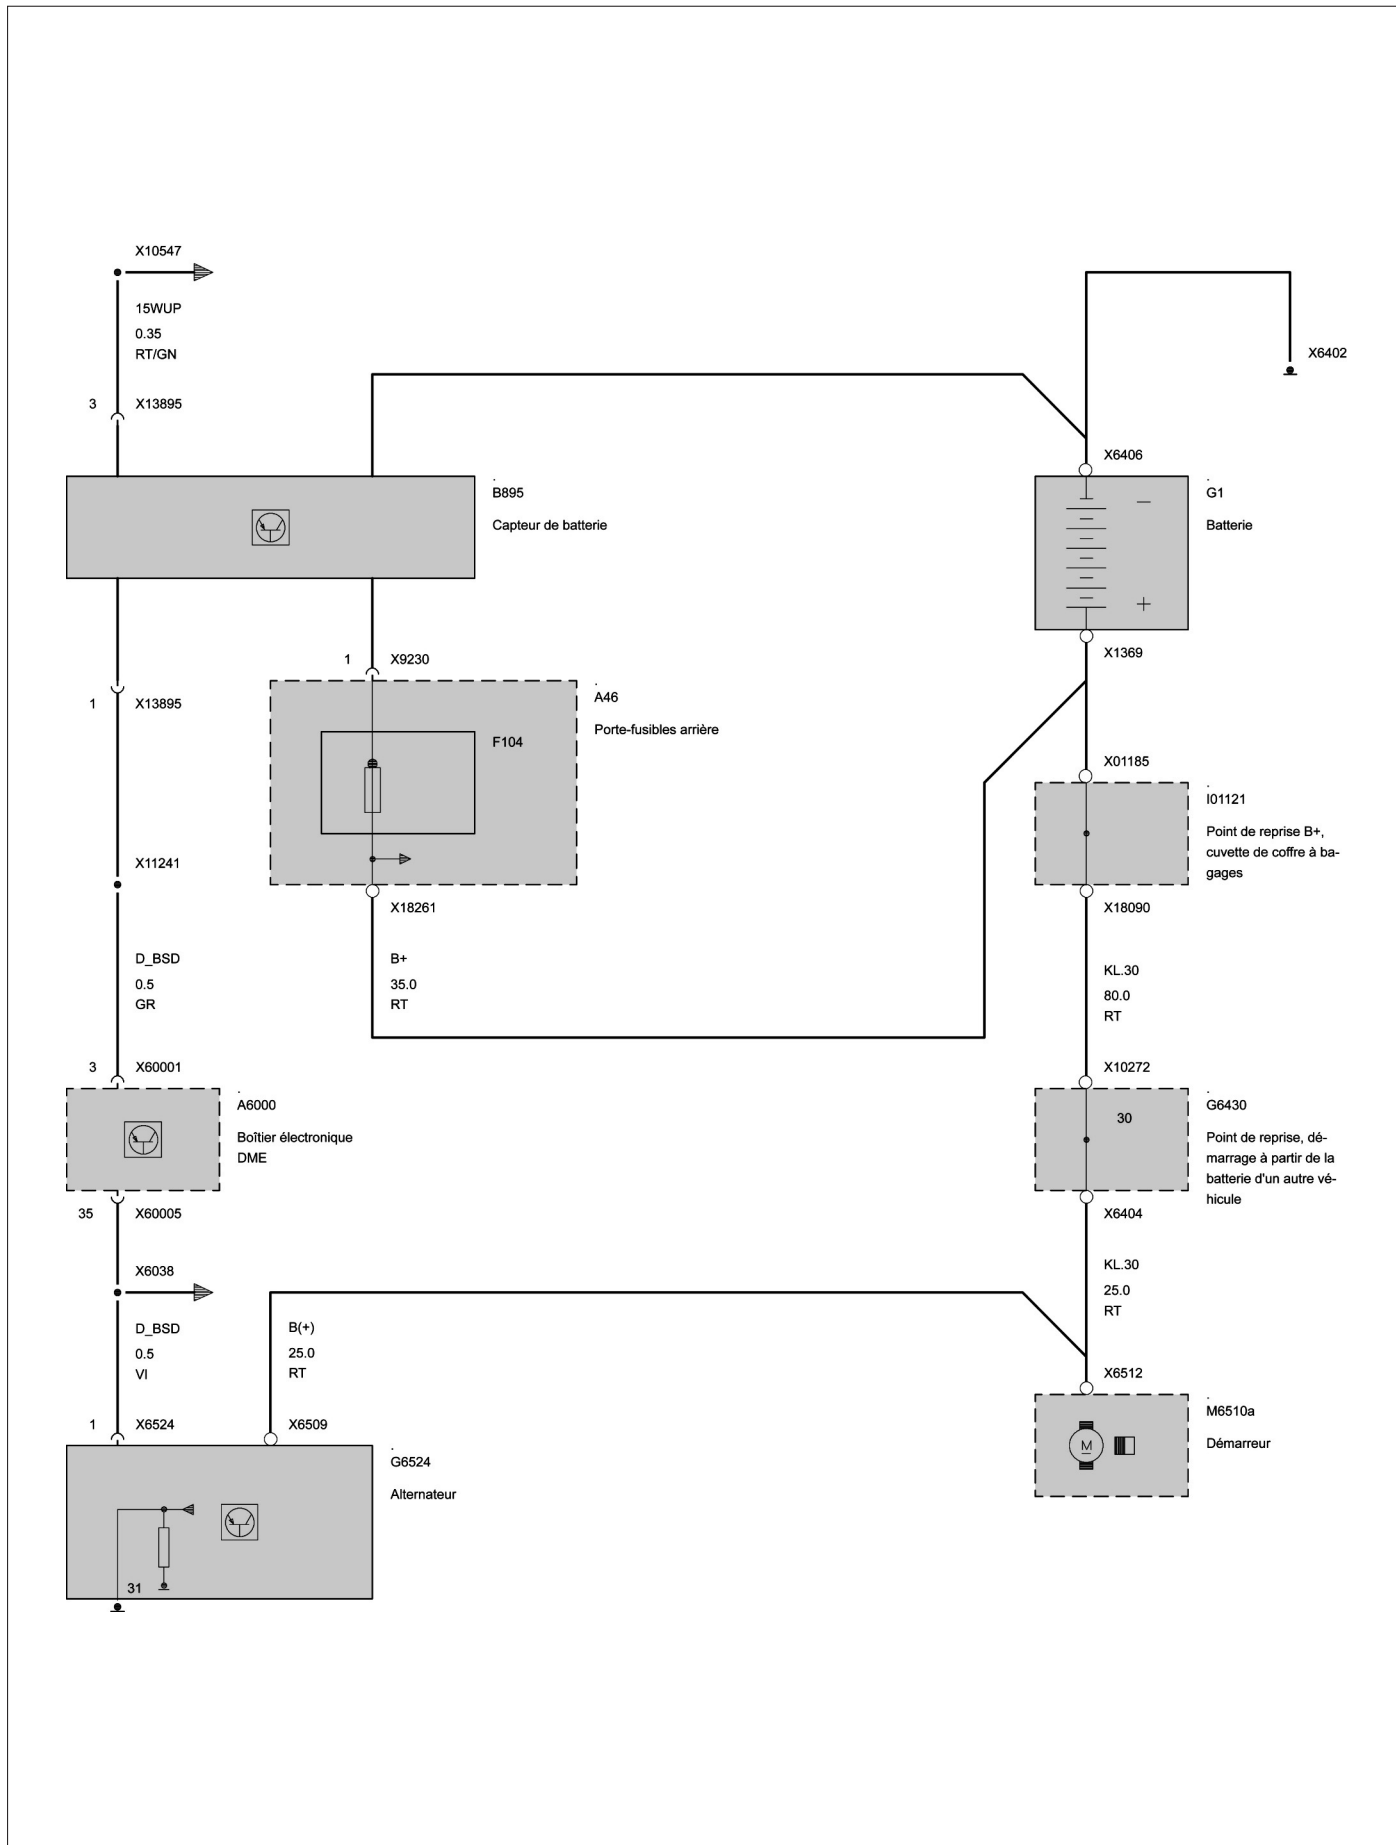 X10547
15WUP
0.35
RT/GN
X6402
3 X13895
X6406
B895
Capteur de batterie
G1
Batterie
X1369
1 X9230
A46
Porte-fusibles arrière
1 X13895
F104
X01185
I01121
Point de reprise B+,
cuvette de coffre à ba-
gages
X11241
X18261
X18090
D_BSD
0.5
GR
B+
35.0
RT
KL.30
80.0
RT
3 X60001
X10272
A6000
Boîtier électronique
DME
30
G6430
Point de reprise, dé-
marrage à partir de la
batterie d'un autre vé-
hicule
35 X60005
X6404
X6038
KL.30
25.0
RT
D_BSD
0.5
VI
B(+)
25.0
RT
X6512
1 X6524
X6509
M6510a
Démarreur
M
G6524
Alternateur
31